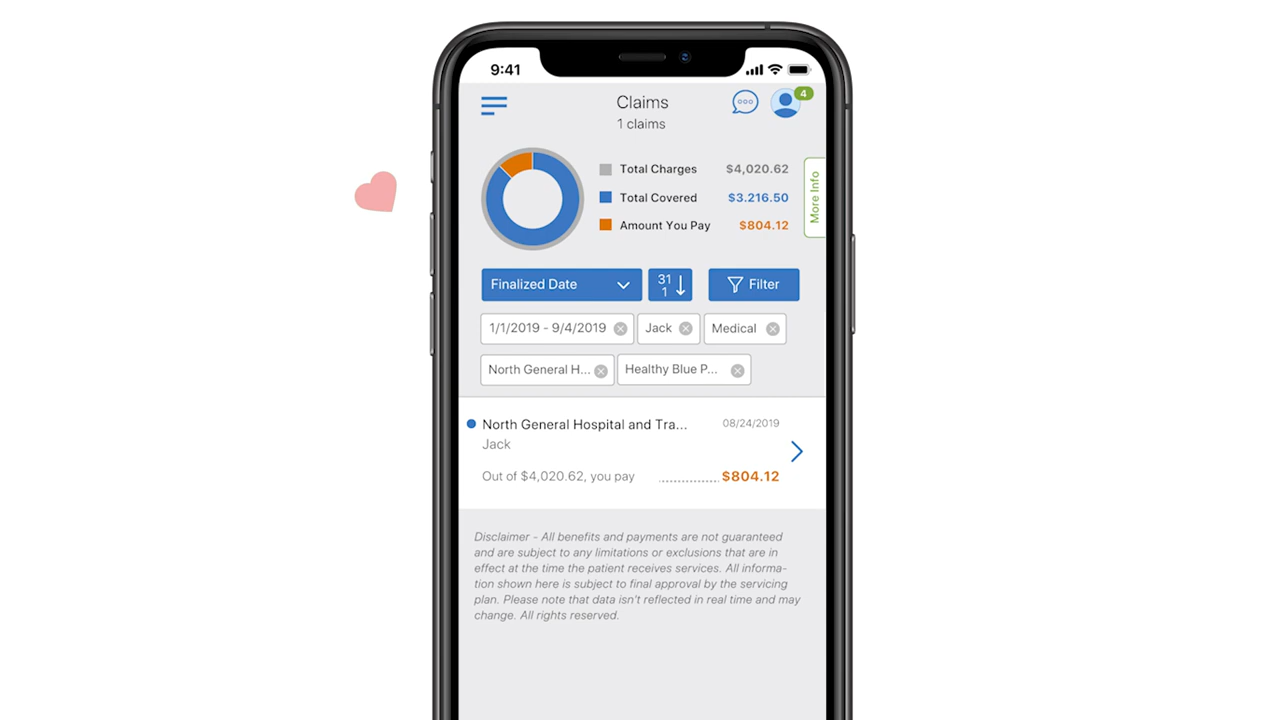 9:41
Claims
4
1 claims
Total Charges $4,020.62
Total Covered $3.216.50
Amount You Pay $804.12
More Info
Finalized Date
31
1
Filter
1/1/2019 - 9/4/2019
Jack
Medical
North General H...
Healthy Blue P...
North General Hospital and Tra... 08/24/2019
Jack
Out of $4,020.62, you pay ............... $804.12
Disclaimer - All benefits and payments are not guaranteed
and are subject to any limitations or exclusions that are in
effect at the time the patient receives services. All informa-
tion shown here is subject to final approval by the servicing
plan. Please note that data isn't reflected in real time and may
change. All rights reserved.